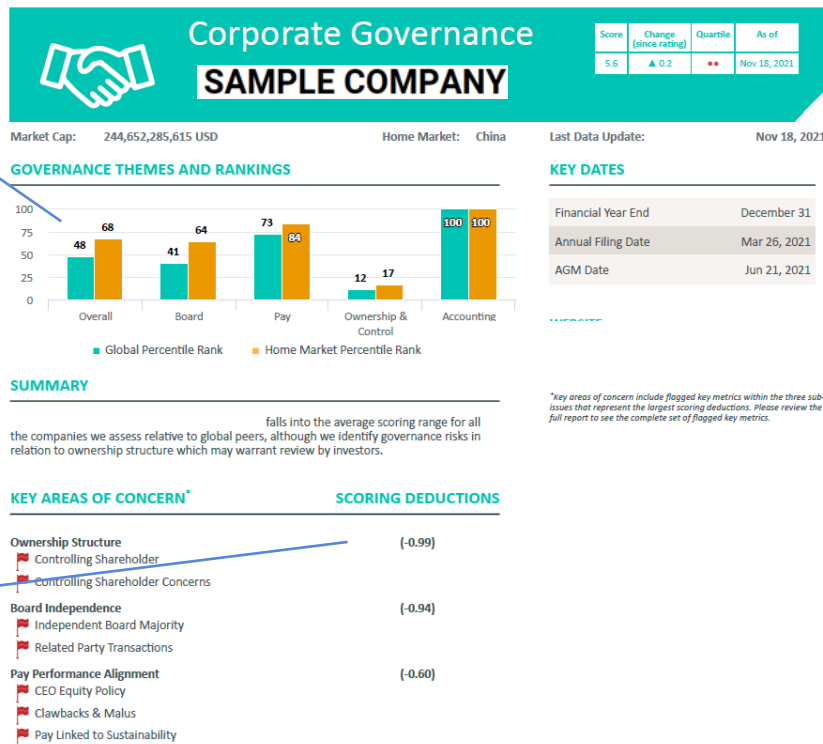 Corporate Governance
SAMPLE COMPANY
Score Change (since rating) Quartile As of
5.6 ▲ 0.2 ●● Nov 18, 2021
Market Cap: 244,652,285,615 USD Home Market: China Last Data Update: Nov 18, 2021
GOVERNANCE THEMES AND RANKINGS
100
75
50
25
0
48 68
41 64
73 84
12 17
100 100
Overall Board Pay Ownership & Control Accounting
Global Percentile Rank Home Market Percentile Rank
KEY DATES
Financial Year End December 31
Annual Filing Date Mar 26, 2021
AGM Date Jun 21, 2021
*Key areas of concern include flagged key metrics within the three sub-
issues that represent the largest scoring deductions. Please review the
full report to see the complete set of flagged key metrics.
SUMMARY
falls into the average scoring range for all
the companies we assess relative to global peers, although we identify governance risks in
relation to ownership structure which may warrant review by investors.
KEY AREAS OF CONCERN* SCORING DEDUCTIONS
Ownership Structure (-0.99)
Controlling Shareholder
Controlling Shareholder Concerns
Board Independence (-0.94)
Independent Board Majority
Related Party Transactions
Pay Performance Alignment (-0.60)
CEO Equity Policy
Clawbacks & Malus
Pay Linked to Sustainability